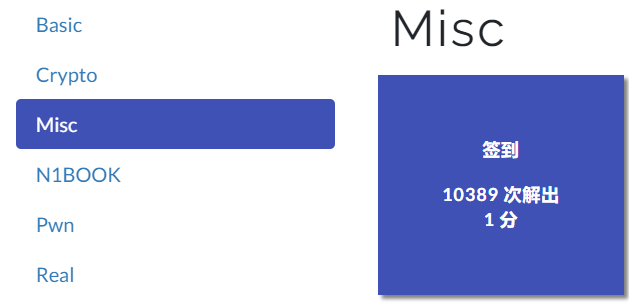 Basic
Crypto
Misc
N1BOOK
Pwn
Real
Misc
签到
10389 次解出
1 分